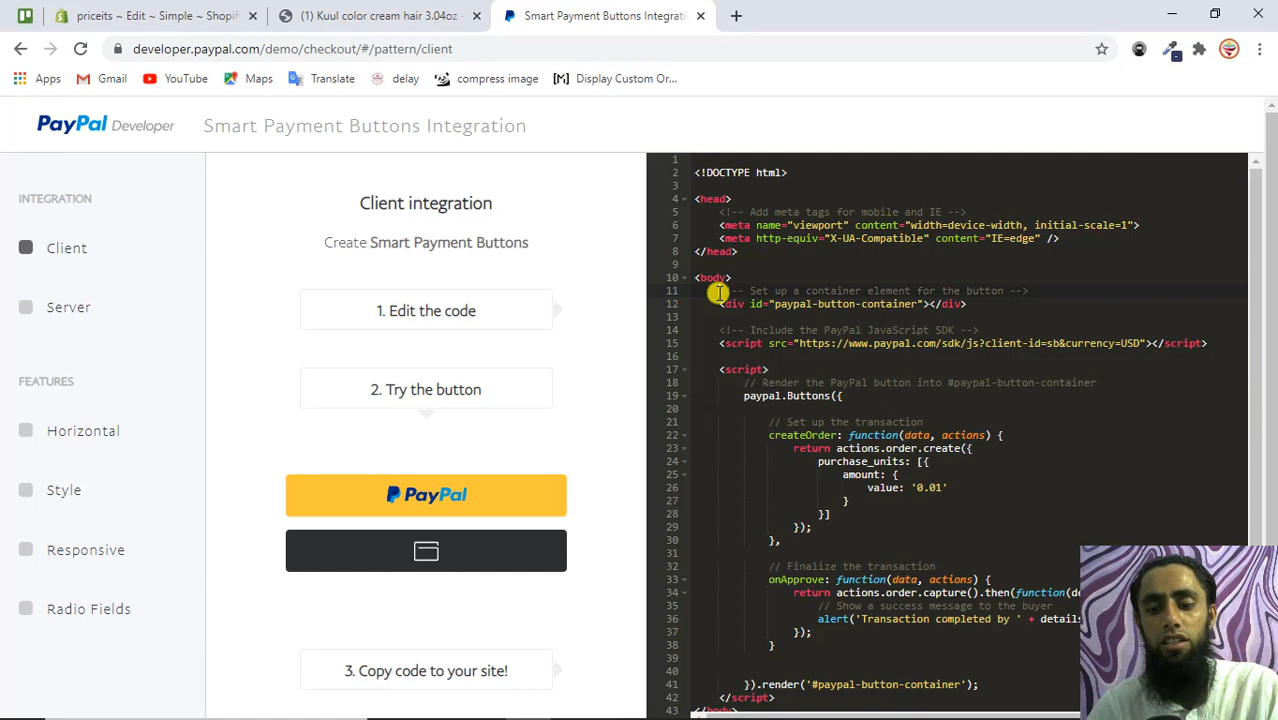 priceits ~ Edit ~ Simple ~ Shopif
(1) Kuul color cream hair 3.04oz -
Smart Payment Buttons Integrati
developer.paypal.com/demo/checkout/#/pattern/client
Apps
Gmail
YouTube
Maps
Translate
delay
compress image
[M] Display Custom Or...
PayPal Developer
Smart Payment Buttons Integration
INTEGRATION
Client
Server
FEATURES
Horizontal
Style
Responsive
Radio Fields
Client integration
Create Smart Payment Buttons
1. Edit the code
2. Try the button
PayPal
3. Copy code to your site!
1
2 <!DOCTYPE html>
3
4 <head>
5 <!-- Add meta tags for mobile and IE -->
6 <meta name="viewport" content="width=device-width, initial-scale=1">
7 <meta http-equiv="X-UA-Compatible" content="IE=edge" />
8 </head>
9
10 <body>
11 -- Set up a container element for the button -->
12 <div id="paypal-button-container"></div>
13
14 <!-- Include the PayPal JavaScript SDK -->
15 <script src="https://www.paypal.com/sdk/js?client-id=sb&currency=USD"></script>
16
17 <script>
18 // Render the PayPal button into #paypal-button-container
19 paypal.Buttons({
20
21 // Set up the transaction
22 createOrder: function(data, actions) {
23 return actions.order.create({
24 purchase_units: [{
25 amount: {
26 value: '0.01'
27 }
28 }]
29 });
30 },
31
32 // Finalize the transaction
33 onApprove: function(data, actions) {
34 return actions.order.capture().then(function(de
35 // Show a success message to the buyer
36 alert('Transaction completed by ' + details
37 });
38 }
39
40
41 }).render('#paypal-button-container');
42 </script>
43 </body>